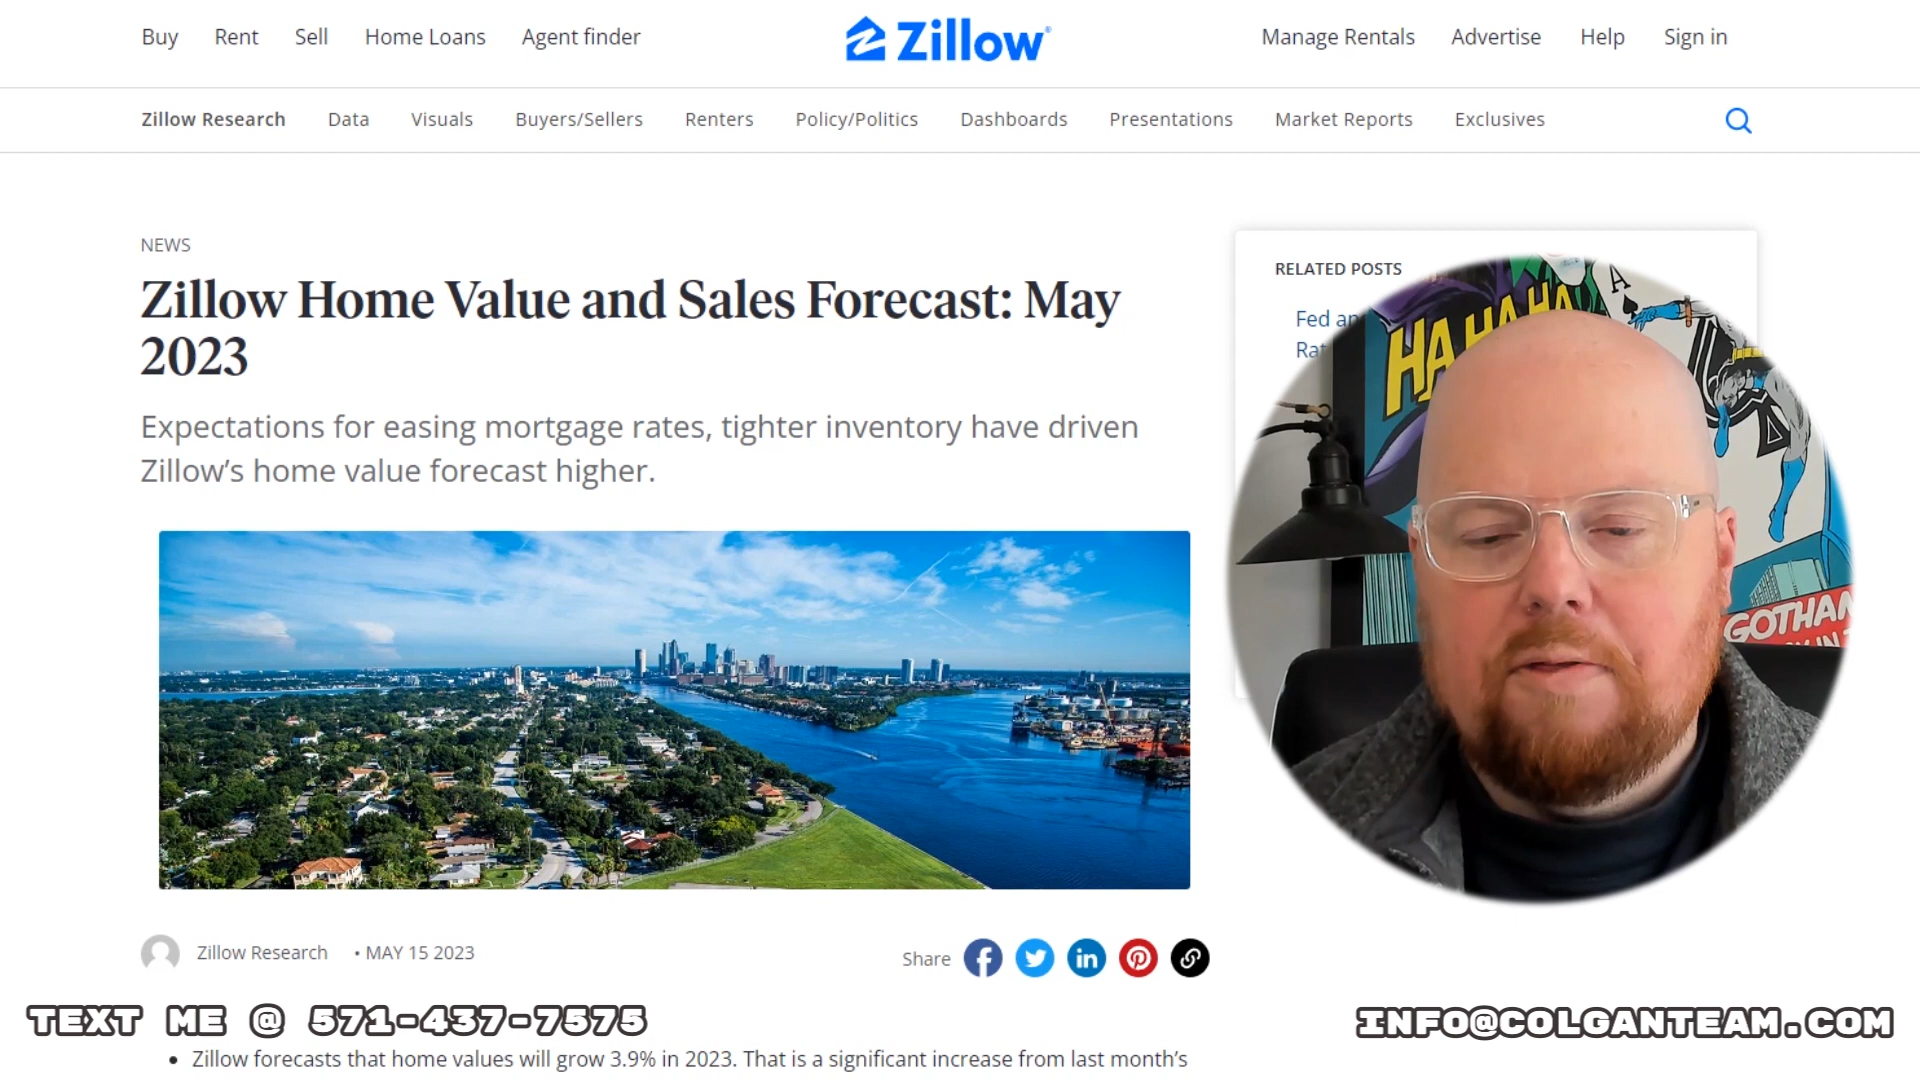 Buy Rent Sell Home Loans Agent finder Zillow® Manage Rentals Advertise Help Sign in
Zillow Research Data Visuals Buyers/Sellers Renters Policy/Politics Dashboards Presentations Market Reports Exclusives
NEWS
Zillow Home Value and Sales Forecast: May
2023
Expectations for easing mortgage rates, tighter inventory have driven
Zillow’s home value forecast higher.
RELATED POSTS
Fed
HA HA HA
A
GOTHAM
Zillow Research • MAY 15 2023
Share
TEXT ME @ 571-437-7575
INFO@COLGANTEAM.COM
• Zillow forecasts that home values will grow 3.9% in 2023. That is a significant increase from last month’s